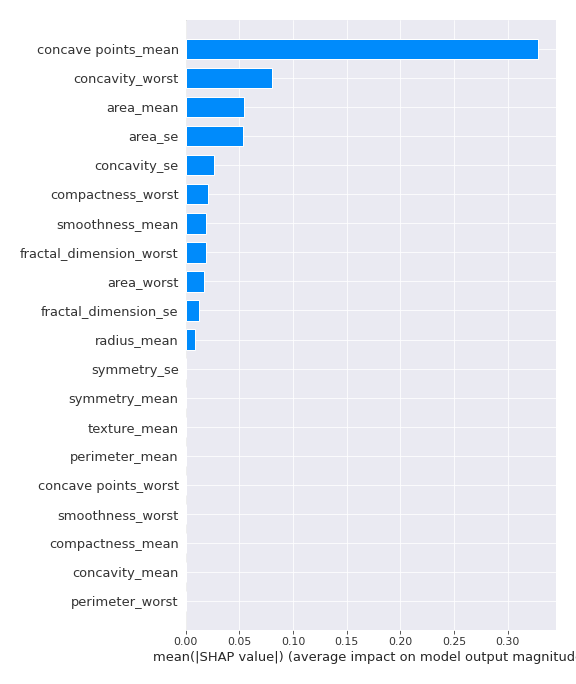 concave points_mean
concavity_worst
area_mean
area_se
concavity_se
compactness_worst
smoothness_mean
fractal_dimension_worst
area_worst
fractal_dimension_se
radius_mean
symmetry_se
symmetry_mean
texture_mean
perimeter_mean
concave points_worst
smoothness_worst
compactness_mean
concavity_mean
perimeter_worst
0.00 0.05 0.10 0.15 0.20 0.25 0.30
mean(|SHAP value|) (average impact on model output magnitud